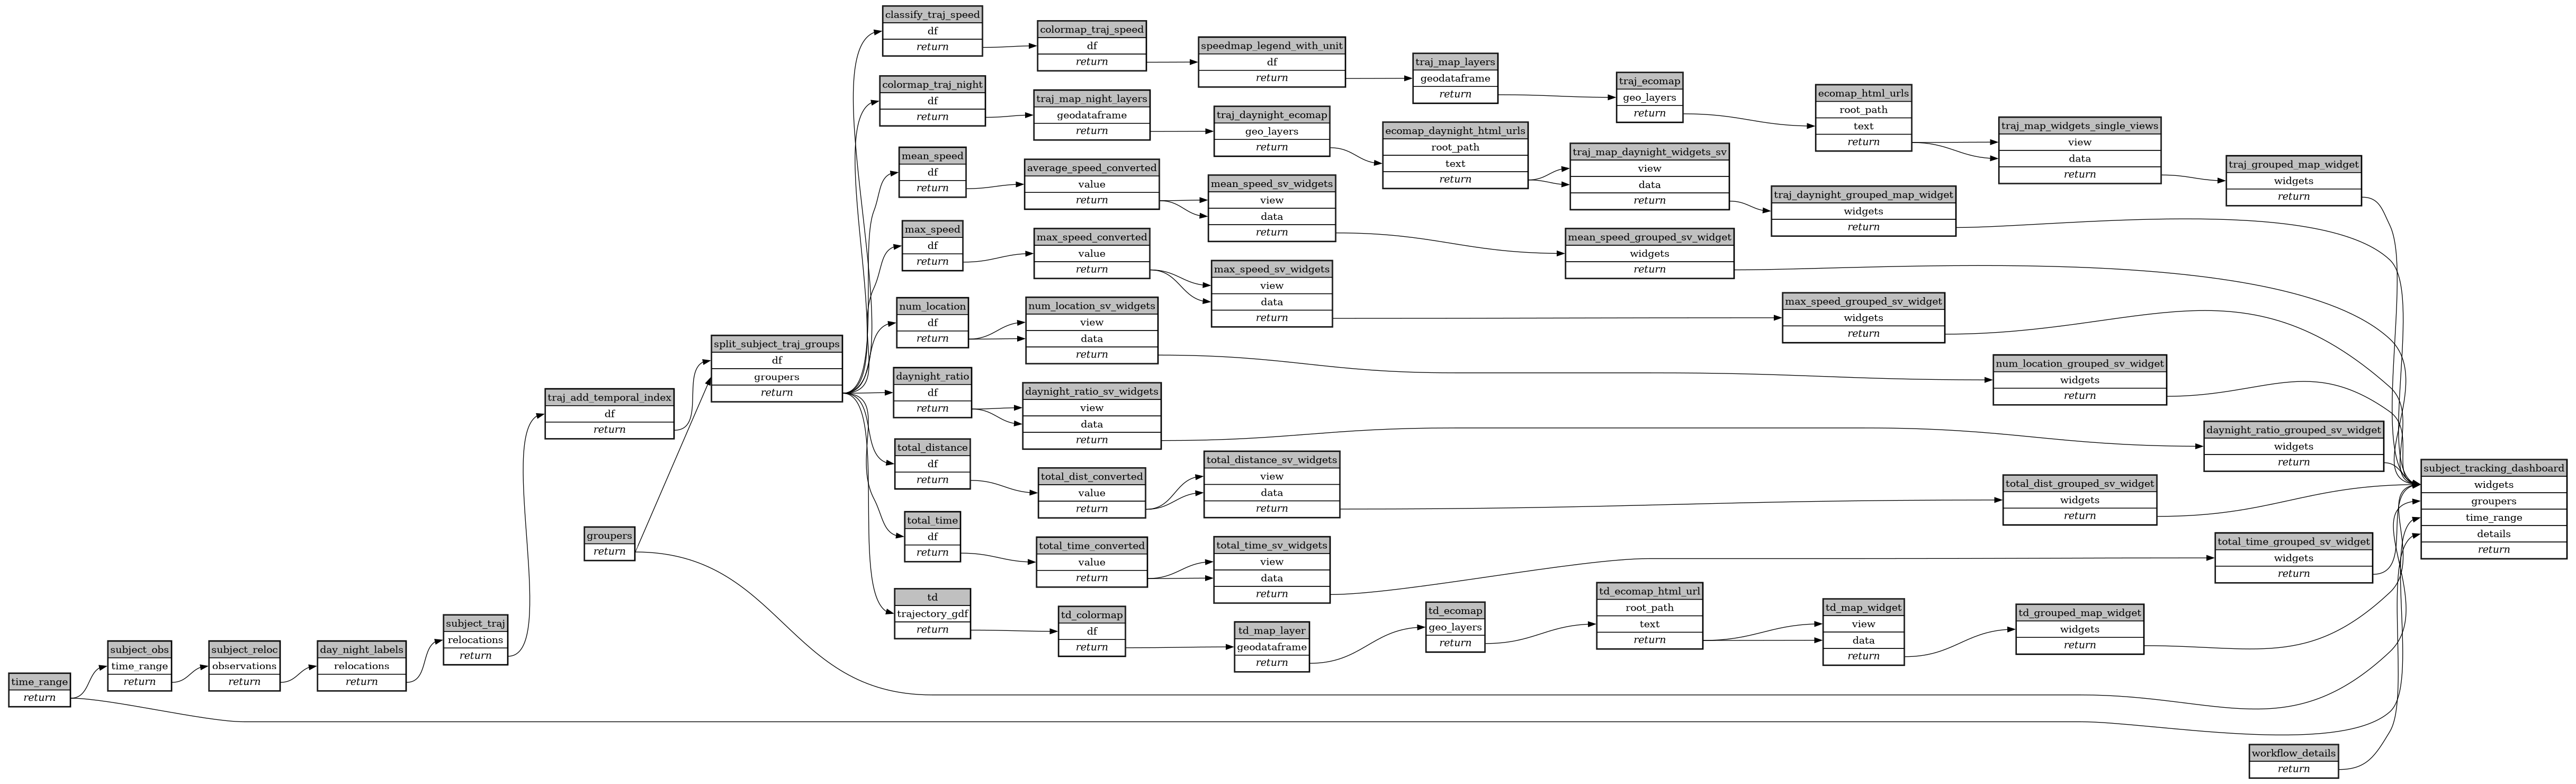 classify_traj_speed
df
return
colormap_traj_speed
df
return
speedmap_legend_with_unit
df
return
traj_map_layers
geodataframe
return
traj_ecomap
geo_layers
return
ecomap_html_urls
root_path
text
return
traj_map_widgets_single_views
view
data
return
traj_grouped_map_widget
widgets
return
colormap_traj_night
df
return
traj_map_night_layers
geodataframe
return
traj_daynight_ecomap
geo_layers
return
ecomap_daynight_html_urls
root_path
text
return
traj_map_daynight_widgets_sv
view
data
return
traj_daynight_grouped_map_widget
widgets
return
mean_speed
df
return
average_speed_converted
value
return
mean_speed_sv_widgets
view
data
return
mean_speed_grouped_sv_widget
widgets
return
max_speed
df
return
max_speed_converted
value
return
max_speed_sv_widgets
view
data
return
max_speed_grouped_sv_widget
widgets
return
num_location
df
return
num_location_sv_widgets
view
data
return
num_location_grouped_sv_widget
widgets
return
split_subject_traj_groups
df
groupers
return
daynight_ratio
df
return
daynight_ratio_sv_widgets
view
data
return
daynight_ratio_grouped_sv_widget
widgets
return
traj_add_temporal_index
df
return
total_distance
df
return
total_dist_converted
value
return
total_distance_sv_widgets
view
data
return
total_dist_grouped_sv_widget
widgets
return
subject_tracking_dashboard
widgets
groupers
time_range
details
return
groupers
return
total_time
df
return
total_time_converted
value
return
total_time_sv_widgets
view
data
return
total_time_grouped_sv_widget
widgets
return
td
trajectory_gdf
return
td_colormap
df
return
td_map_layer
geodataframe
return
td_ecomap
geo_layers
return
td_ecomap_html_url
root_path
text
return
td_map_widget
view
data
return
td_grouped_map_widget
widgets
return
time_range
return
subject_obs
time_range
return
subject_reloc
observations
return
day_night_labels
relocations
return
subject_traj
relocations
return
workflow_details
return